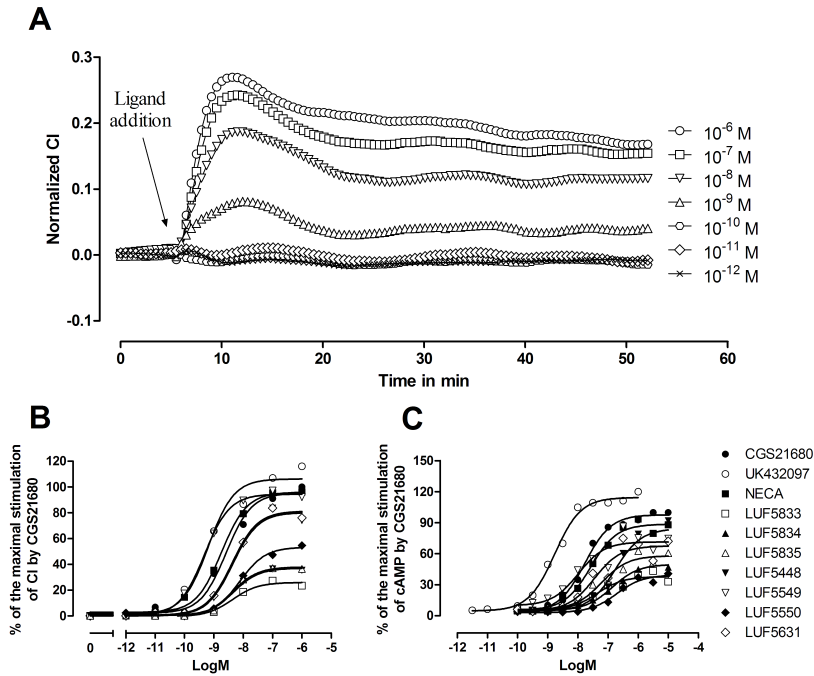 A
0.3
0.2
0.1
0.0
-0.1
Normalized CI
Ligand
addition
10-6 M
10-7 M
10-8 M
10-9 M
10-10 M
10-11 M
10-12 M
0 10 20 30 40 50 60
Time in min
B
% of the maximal stimulation
of CI by CGS21680
120
100
80
60
40
20
0
0 -12 -11 -10 -9 -8 -7 -6 -5
LogM
C
% of the maximal stimulation
of cAMP by CGS21680
150
120
90
60
30
0
-12 -11 -10 -9 -8 -7 -6 -5 -4
LogM
CGS21680
UK432097
NECA
LUF5833
LUF5834
LUF5835
LUF5448
LUF5549
LUF5550
LUF5631